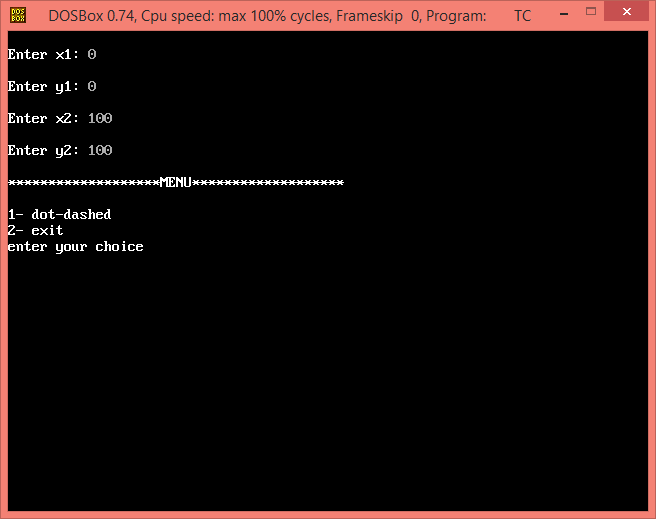 DOS BOX
DOSBox 0.74, Cpu speed: max 100% cycles, Frameskip 0, Program: TC
Enter x1: 0
Enter y1: 0
Enter x2: 100
Enter y2: 100
*******************MENU*******************
1- dot-dashed
2- exit
enter your choice